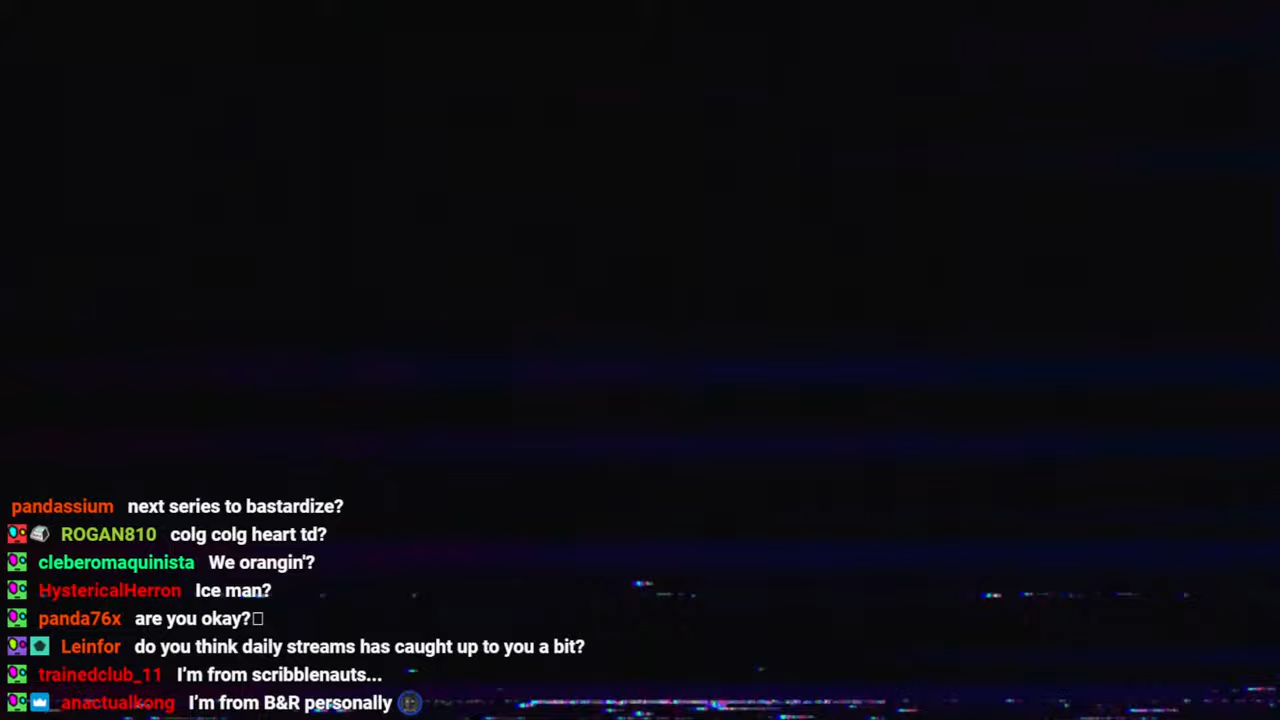 pandassium next series to bastardize?
ROGAN810 colg colg heart td?
cleberomaquinista We orangin'?
HystericalHerron Ice man?
panda76x are you okay?
Leinfor do you think daily streams has caught up to you a bit?
trainedclub_11 I'm from scribblenauts...
anactualkong I'm from B&R personally